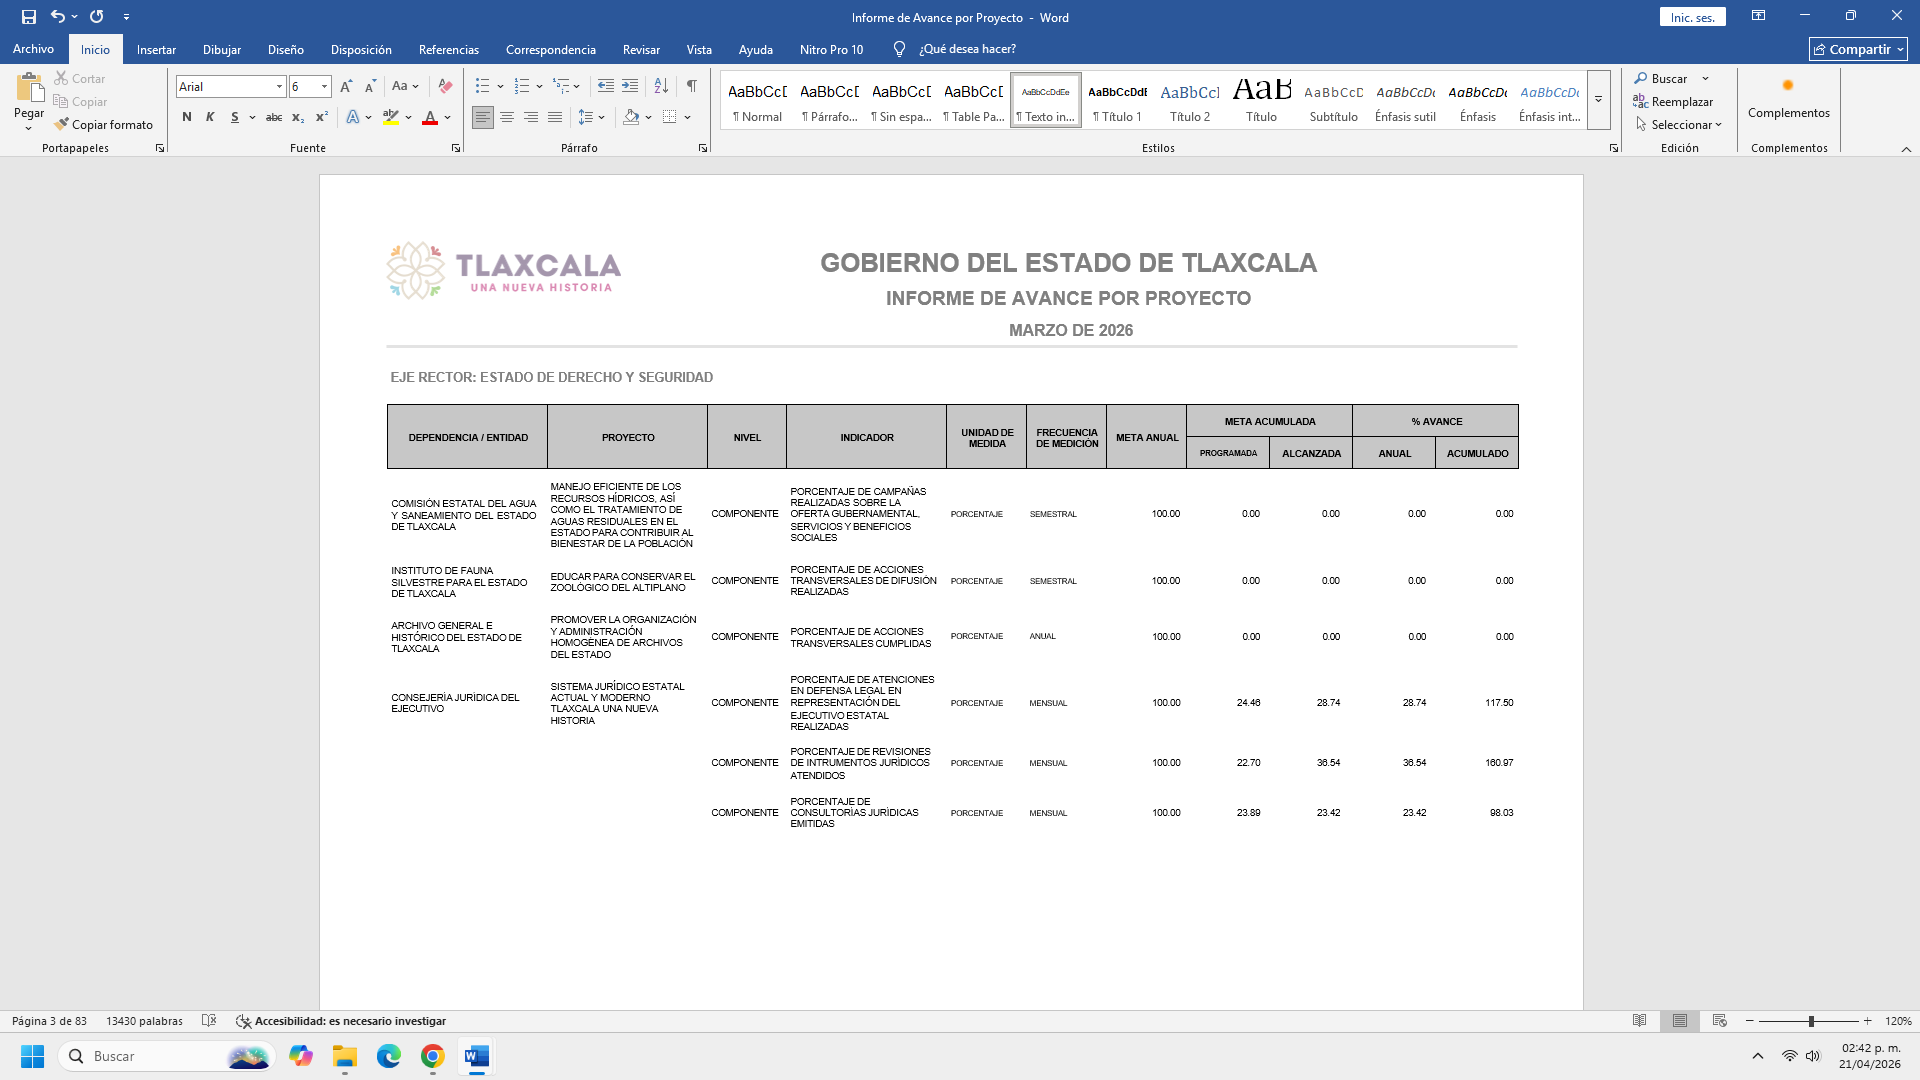 Informe de Avance por Proyecto - Word
Inic. ses.
Archivo Inicio Insertar Dibujar Diseño Disposición Referencias Correspondencia Revisar Vista Ayuda Nitro Pro 10 ¿Qué desea hacer? Compartir
Pegar
Cortar
Copiar
Copiar formato
Portapapeles
Arial 6
Fuente
Párrafo
AaBbCcD ¶ Normal
AaBbCcD ¶ Párrafo...
AaBbCcD ¶ Sin espa...
AaBbCcD ¶ Table Pa...
AaBbCcDdEe ¶ Texto in...
AaBbCcDdE ¶ Título 1
AaBbCcI Título 2
AaB Título
AaBbCcD Subtítulo
AaBbCcDc Énfasis sutil
AaBbCcDc Énfasis
AaBbCcDc Énfasis int...
Estilos
Buscar
Reemplazar
Seleccionar
Edición
Complementos
Complementos
TLAXCALA
UNA NUEVA HISTORIA
GOBIERNO DEL ESTADO DE TLAXCALA
INFORME DE AVANCE POR PROYECTO
MARZO DE 2026
EJE RECTOR: ESTADO DE DERECHO Y SEGURIDAD
DEPENDENCIA / ENTIDAD PROYECTO NIVEL INDICADOR UNIDAD DE MEDIDA FRECUENCIA DE MEDICIÓN META ANUAL META ACUMULADA % AVANCE
PROGRAMADA ALCANZADA ANUAL ACUMULADO
COMISIÓN ESTATAL DEL AGUA
Y SANEAMIENTO DEL ESTADO
DE TLAXCALA
MANEJO EFICIENTE DE LOS
RECURSOS HÍDRICOS, ASÍ
COMO EL TRATAMIENTO DE
AGUAS RESIDUALES EN EL
ESTADO PARA CONTRIBUIR AL
BIENESTAR DE LA POBLACIÓN
COMPONENTE
PORCENTAJE DE CAMPAÑAS
REALIZADAS SOBRE LA
OFERTA GUBERNAMENTAL,
SERVICIOS Y BENEFICIOS
SOCIALES
PORCENTAJE SEMESTRAL 100.00 0.00 0.00 0.00 0.00
INSTITUTO DE FAUNA
SILVESTRE PARA EL ESTADO
DE TLAXCALA
EDUCAR PARA CONSERVAR EL
ZOOLÓGICO DEL ALTIPLANO
COMPONENTE
PORCENTAJE DE ACCIONES
TRANSVERSALES DE DIFUSIÓN
REALIZADAS
PORCENTAJE SEMESTRAL 100.00 0.00 0.00 0.00 0.00
ARCHIVO GENERAL E
HISTÓRICO DEL ESTADO DE
TLAXCALA
PROMOVER LA ORGANIZACIÓN
Y ADMINISTRACIÓN
HOMOGÉNEA DE ARCHIVOS
DEL ESTADO
COMPONENTE
PORCENTAJE DE ACCIONES
TRANSVERSALES CUMPLIDAS
PORCENTAJE ANUAL 100.00 0.00 0.00 0.00 0.00
CONSEJERÍA JURÍDICA DEL
EJECUTIVO
SISTEMA JURÍDICO ESTATAL
ACTUAL Y MODERNO
TLAXCALA UNA NUEVA
HISTORIA
COMPONENTE
PORCENTAJE DE ATENCIONES
EN DEFENSA LEGAL EN
REPRESENTACIÓN DEL
EJECUTIVO ESTATAL
REALIZADAS
PORCENTAJE MENSUAL 100.00 24.46 28.74 28.74 117.50
COMPONENTE
PORCENTAJE DE REVISIONES
DE INTRUMENTOS JURÍDICOS
ATENDIDOS
PORCENTAJE MENSUAL 100.00 22.70 36.54 36.54 160.97
COMPONENTE
PORCENTAJE DE
CONSULTORÍAS JURÍDICAS
EMITIDAS
PORCENTAJE MENSUAL 100.00 23.89 23.42 23.42 98.03
Página 3 de 83 13430 palabras Accesibilidad: es necesario investigar 120%
Buscar
02:42 p. m.
21/04/2026